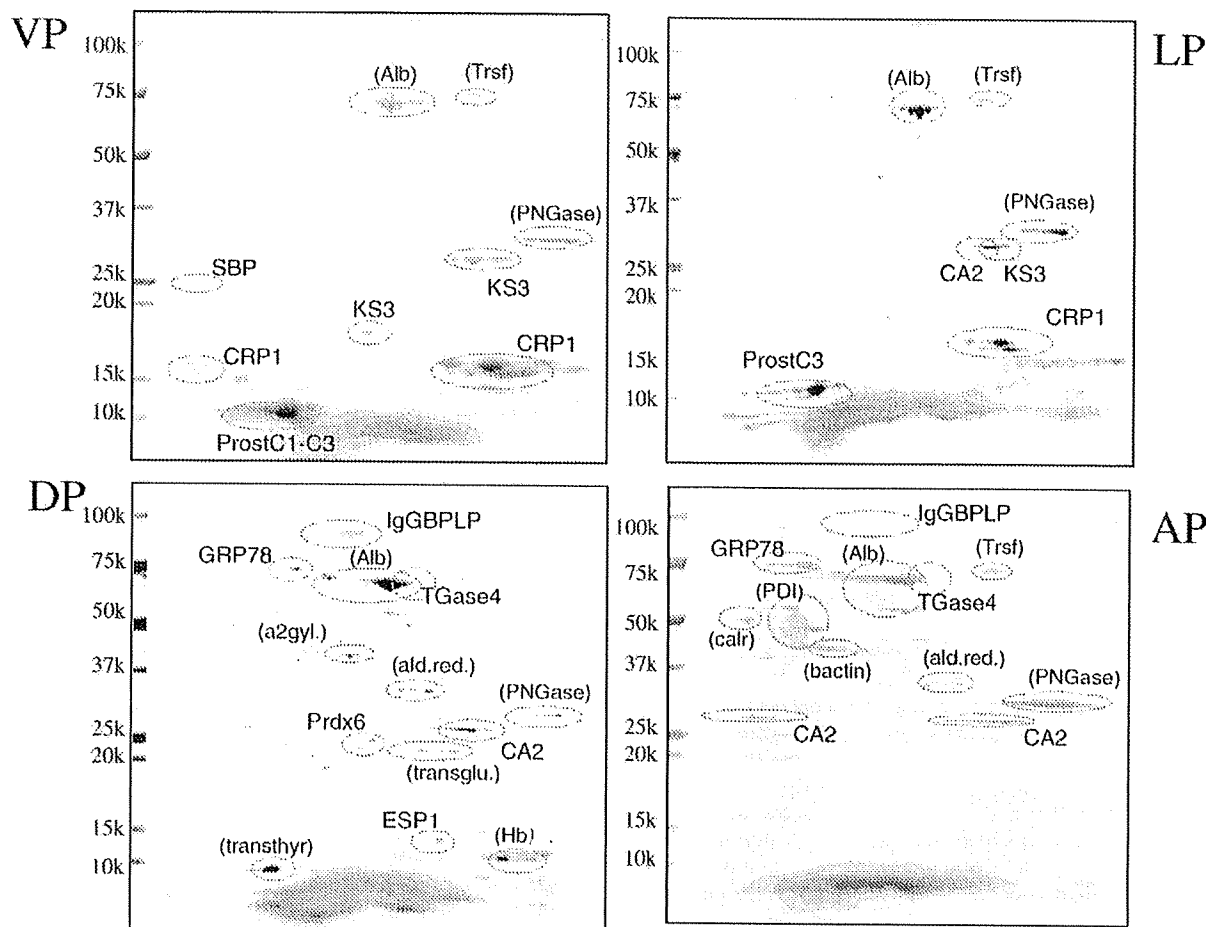 VP
100k
75k
50k
37k
25k
20k
15k
10k
(Alb)
(Trsf)
(PNGase)
SBP
KS3
KS3
CRP1
CRP1
ProstC1-C3
LP
100k
75k
50k
37k
25k
20k
15k
10k
(Alb)
(Trsf)
(PNGase)
CA2
KS3
CRP1
ProstC3
DP
100k
75k
50k
37k
25k
20k
15k
10k
IgGBPLP
GRP78
(Alb)
TGase4
(a2gyl.)
(ald.red.)
(PNGase)
Prdx6
CA2
(transglu.)
ESP1
(Hb)
(transthyr)
AP
100k
75k
50k
37k
25k
20k
15k
10k
IgGBPLP
GRP78
(Alb)
(Trsf)
(PDI)
TGase4
(calr)
(bactin)
(ald.red.)
(PNGase)
CA2
CA2